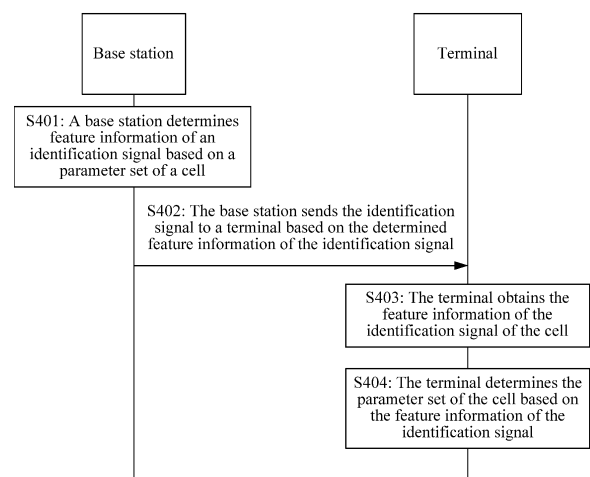 Base station
Terminal
S401: A base station determines
feature information of an
identification signal based on a
parameter set of a cell
S402: The base station sends the identification
signal to a terminal based on the determined
feature information of the identification signal
S403: The terminal obtains the
feature information of the
identification signal of the cell
S404: The terminal determines the
parameter set of the cell based on
the feature information of the
identification signal